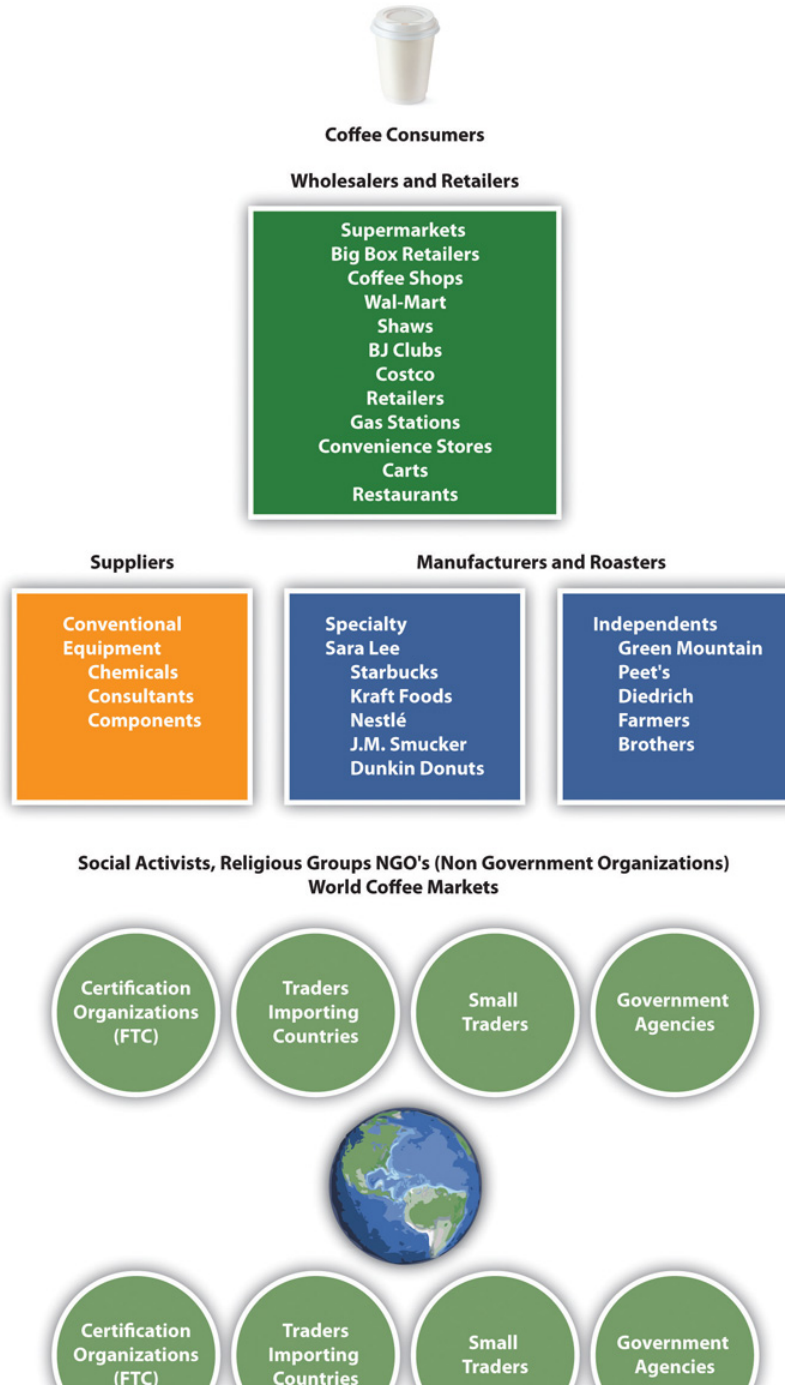 Coffee Consumers
Wholesalers and Retailers
Supermarkets
Big Box Retailers
Coffee Shops
Wal-Mart
Shaws
BJ Clubs
Costco
Retailers
Gas Stations
Convenience Stores
Carts
Restaurants
Suppliers
Conventional
Equipment
Chemicals
Consultants
Components
Manufacturers and Roasters
Specialty
Sara Lee
Starbucks
Kraft Foods
Nestlé
J.M. Smucker
Dunkin Donuts
Independents
Green Mountain
Peet's
Diedrich
Farmers
Brothers
Social Activists, Religious Groups NGO's (Non Government Organizations)
World Coffee Markets
Certification
Organizations
(FTC)
Traders
Importing
Countries
Small
Traders
Government
Agencies
Certification
Organizations
(FTC)
Traders
Importing
Countries
Small
Traders
Government
Agencies